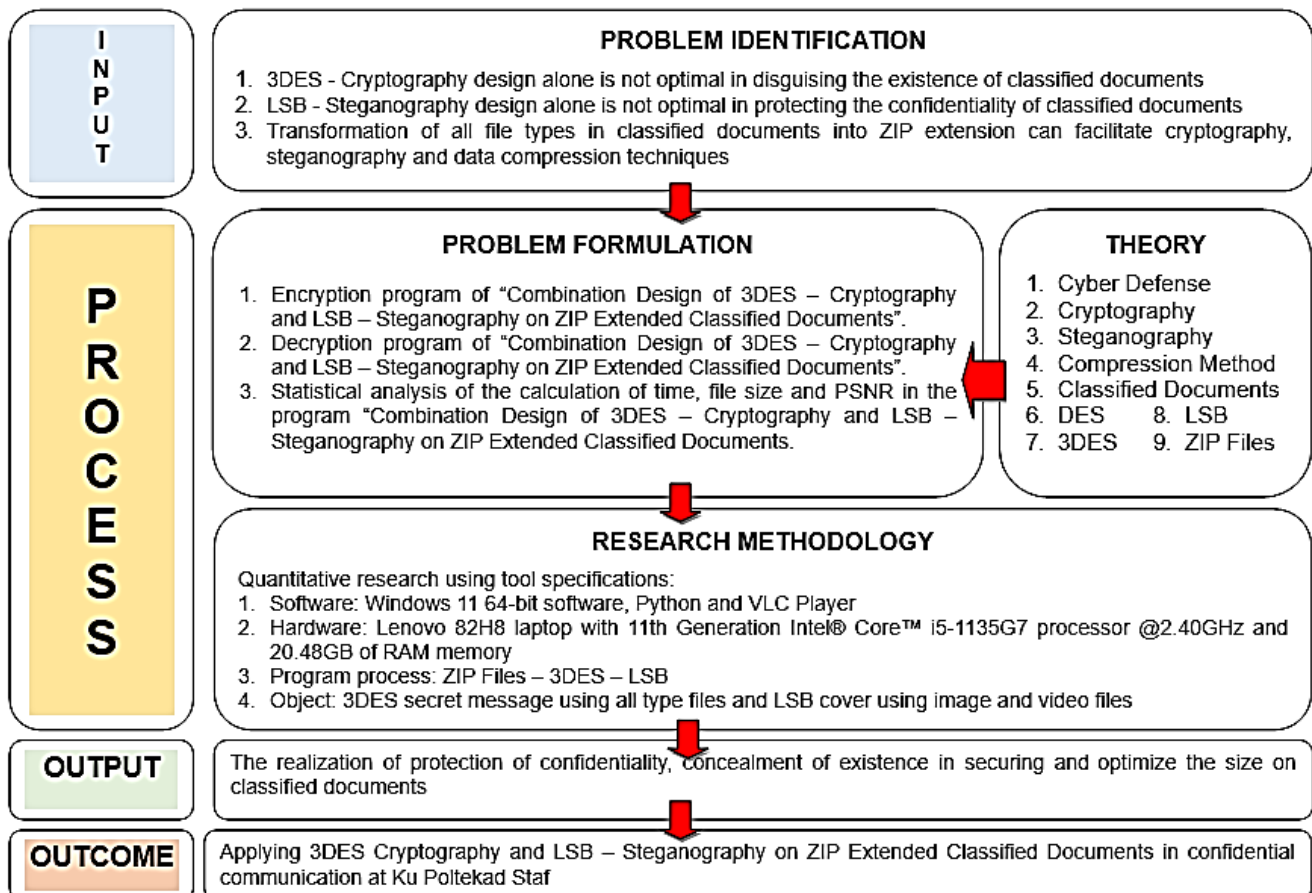 INPUT
PROBLEM IDENTIFICATION
1. 3DES - Cryptography design alone is not optimal in disguising the existence of classified documents
2. LSB - Steganography design alone is not optimal in protecting the confidentiality of classified documents
3. Transformation of all file types in classified documents into ZIP extension can facilitate cryptography,
steganography and data compression techniques
PROCESS
PROBLEM FORMULATION
1. Encryption program of “Combination Design of 3DES – Cryptography
and LSB – Steganography on ZIP Extended Classified Documents”.
2. Decryption program of “Combination Design of 3DES – Cryptography
and LSB – Steganography on ZIP Extended Classified Documents”.
3. Statistical analysis of the calculation of time, file size and PSNR in the
program “Combination Design of 3DES – Cryptography and LSB –
Steganography on ZIP Extended Classified Documents.
THEORY
1. Cyber Defense
2. Cryptography
3. Steganography
4. Compression Method
5. Classified Documents
6. DES 8. LSB
7. 3DES 9. ZIP Files
RESEARCH METHODOLOGY
Quantitative research using tool specifications:
1. Software: Windows 11 64-bit software, Python and VLC Player
2. Hardware: Lenovo 82H8 laptop with 11th Generation Intel® Core™ i5-1135G7 processor @2.40GHz and
20.48GB of RAM memory
3. Program process: ZIP Files – 3DES – LSB
4. Object: 3DES secret message using all type files and LSB cover using image and video files
OUTPUT
The realization of protection of confidentiality, concealment of existence in securing and optimize the size on
classified documents
OUTCOME
Applying 3DES Cryptography and LSB – Steganography on ZIP Extended Classified Documents in confidential
communication at Ku Poltekad Staf